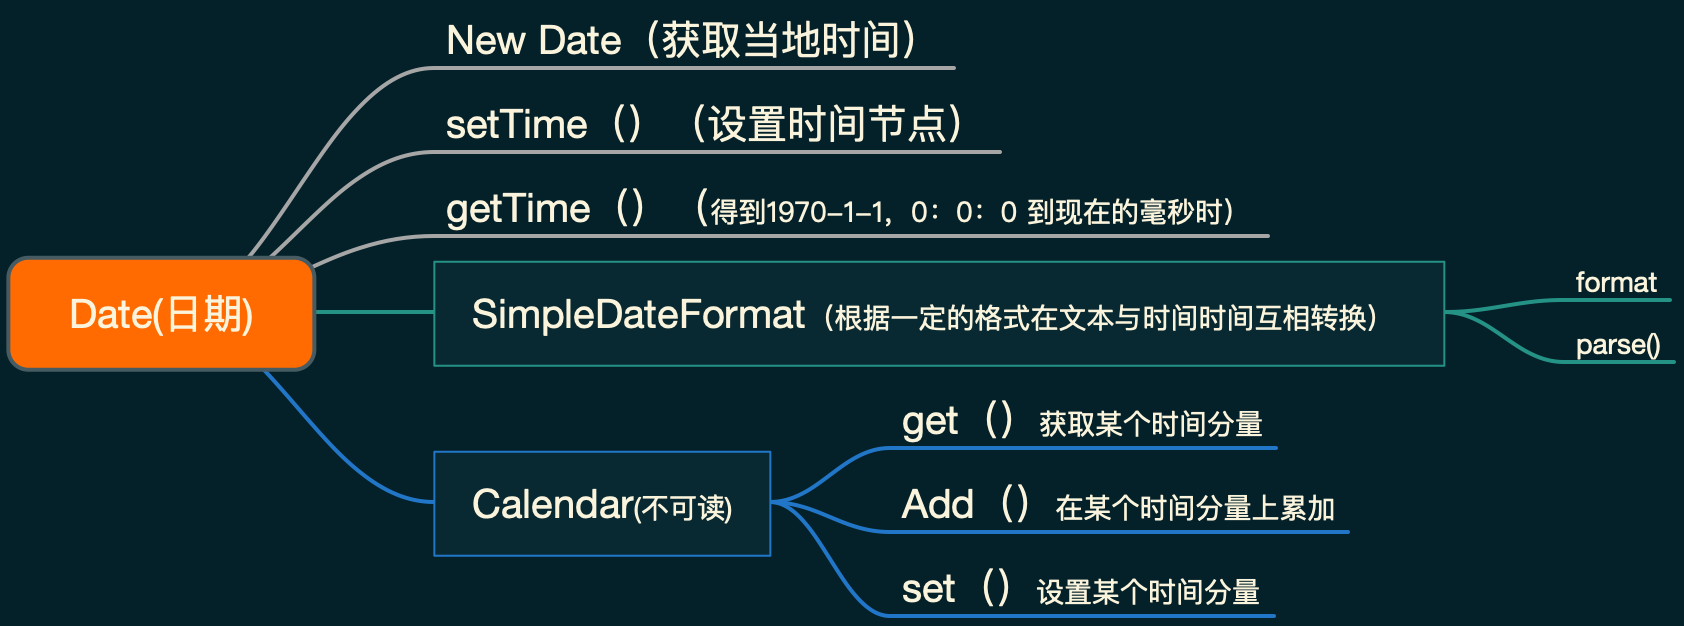 New Date（获取当地时间）
setTime（） （设置时间节点）
getTime（） （得到1970-1-1，0：0：0 到现在的毫秒时）
Date(日期)
SimpleDateFormat（根据一定的格式在文本与时间时间互相转换）
format
parse()
Calendar(不可读)
get（） 获取某个时间分量
Add（） 在某个时间分量上累加
set（） 设置某个时间分量